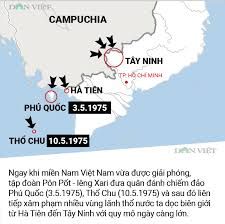 DÂN VIỆT
CAMPUCHIA
TÂY NINH
TP. HỒ CHÍ MINH
HÀ TIÊN
PHÚ QUỐC 3.5.1975
THỔ CHU 10.5.1975
DÂN VIỆT
Ngay khi miền Nam Việt Nam vừa được giải phóng,
tập đoàn Pôn Pốt - Iêng Xari đưa quân đánh chiếm đảo
Phú Quốc (3.5.1975), Thổ Chu (10.5.1975) và sau đó liên
tiếp xâm phạm nhiều vùng lãnh thổ nước ta dọc biên giới
từ Hà Tiên đến Tây Ninh với quy mô ngày càng lớn.